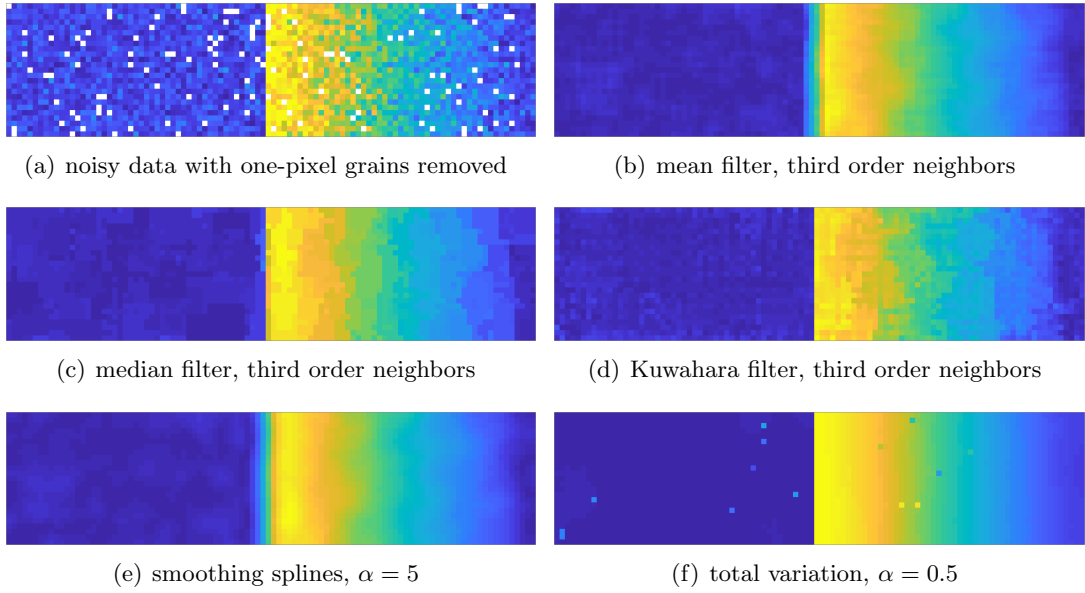 (a) noisy data with one-pixel grains removed
(b) mean filter, third order neighbors
(c) median filter, third order neighbors
(d) Kuwahara filter, third order neighbors
(e) smoothing splines, α = 5
(f) total variation, α = 0.5